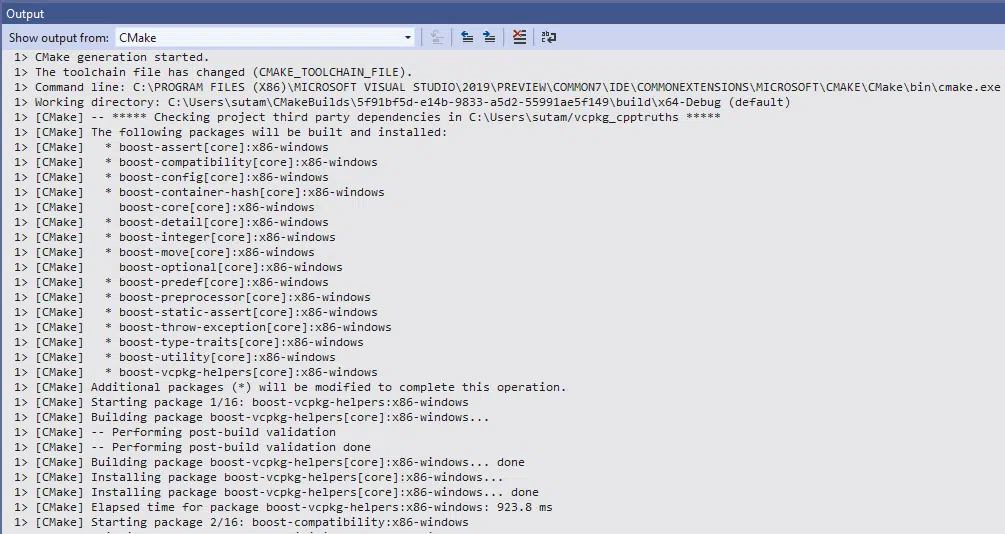 Output
Show output from: CMake
1> CMake generation started.
1> The toolchain file has changed (CMAKE_TOOLCHAIN_FILE).
1> Command line: C:\PROGRAM FILES (X86)\MICROSOFT VISUAL STUDIO\2019\PREVIEW\COMMON7\IDE\COMMONEXTENSIONS\MICROSOFT\CMAKE\CMake\bin\cmake.exe
1> Working directory: C:\Users\sutam\CMakeBuilds\5f91bf5d-e14b-9833-a5d2-55991ae5f149\build\x64-Debug (default)
1> [CMake] -- ***** Checking project third party dependencies in C:\Users\sutam/vcpkg_cpptruths *****
1> [CMake] The following packages will be built and installed:
1> [CMake]   * boost-assert[core]:x86-windows
1> [CMake]   * boost-compatibility[core]:x86-windows
1> [CMake]   * boost-config[core]:x86-windows
1> [CMake]   * boost-container-hash[core]:x86-windows
1> [CMake]     boost-core[core]:x86-windows
1> [CMake]   * boost-detail[core]:x86-windows
1> [CMake]   * boost-integer[core]:x86-windows
1> [CMake]   * boost-move[core]:x86-windows
1> [CMake]     boost-optional[core]:x86-windows
1> [CMake]   * boost-predef[core]:x86-windows
1> [CMake]   * boost-preprocessor[core]:x86-windows
1> [CMake]   * boost-static-assert[core]:x86-windows
1> [CMake]   * boost-throw-exception[core]:x86-windows
1> [CMake]   * boost-type-traits[core]:x86-windows
1> [CMake]   * boost-utility[core]:x86-windows
1> [CMake]   * boost-vcpkg-helpers[core]:x86-windows
1> [CMake] Additional packages (*) will be modified to complete this operation.
1> [CMake] Starting package 1/16: boost-vcpkg-helpers:x86-windows
1> [CMake] Building package boost-vcpkg-helpers[core]:x86-windows...
1> [CMake] -- Performing post-build validation
1> [CMake] -- Performing post-build validation done
1> [CMake] Building package boost-vcpkg-helpers[core]:x86-windows... done
1> [CMake] Installing package boost-vcpkg-helpers[core]:x86-windows...
1> [CMake] Installing package boost-vcpkg-helpers[core]:x86-windows... done
1> [CMake] Elapsed time for package boost-vcpkg-helpers:x86-windows: 923.8 ms
1> [CMake] Starting package 2/16: boost-compatibility:x86-windows